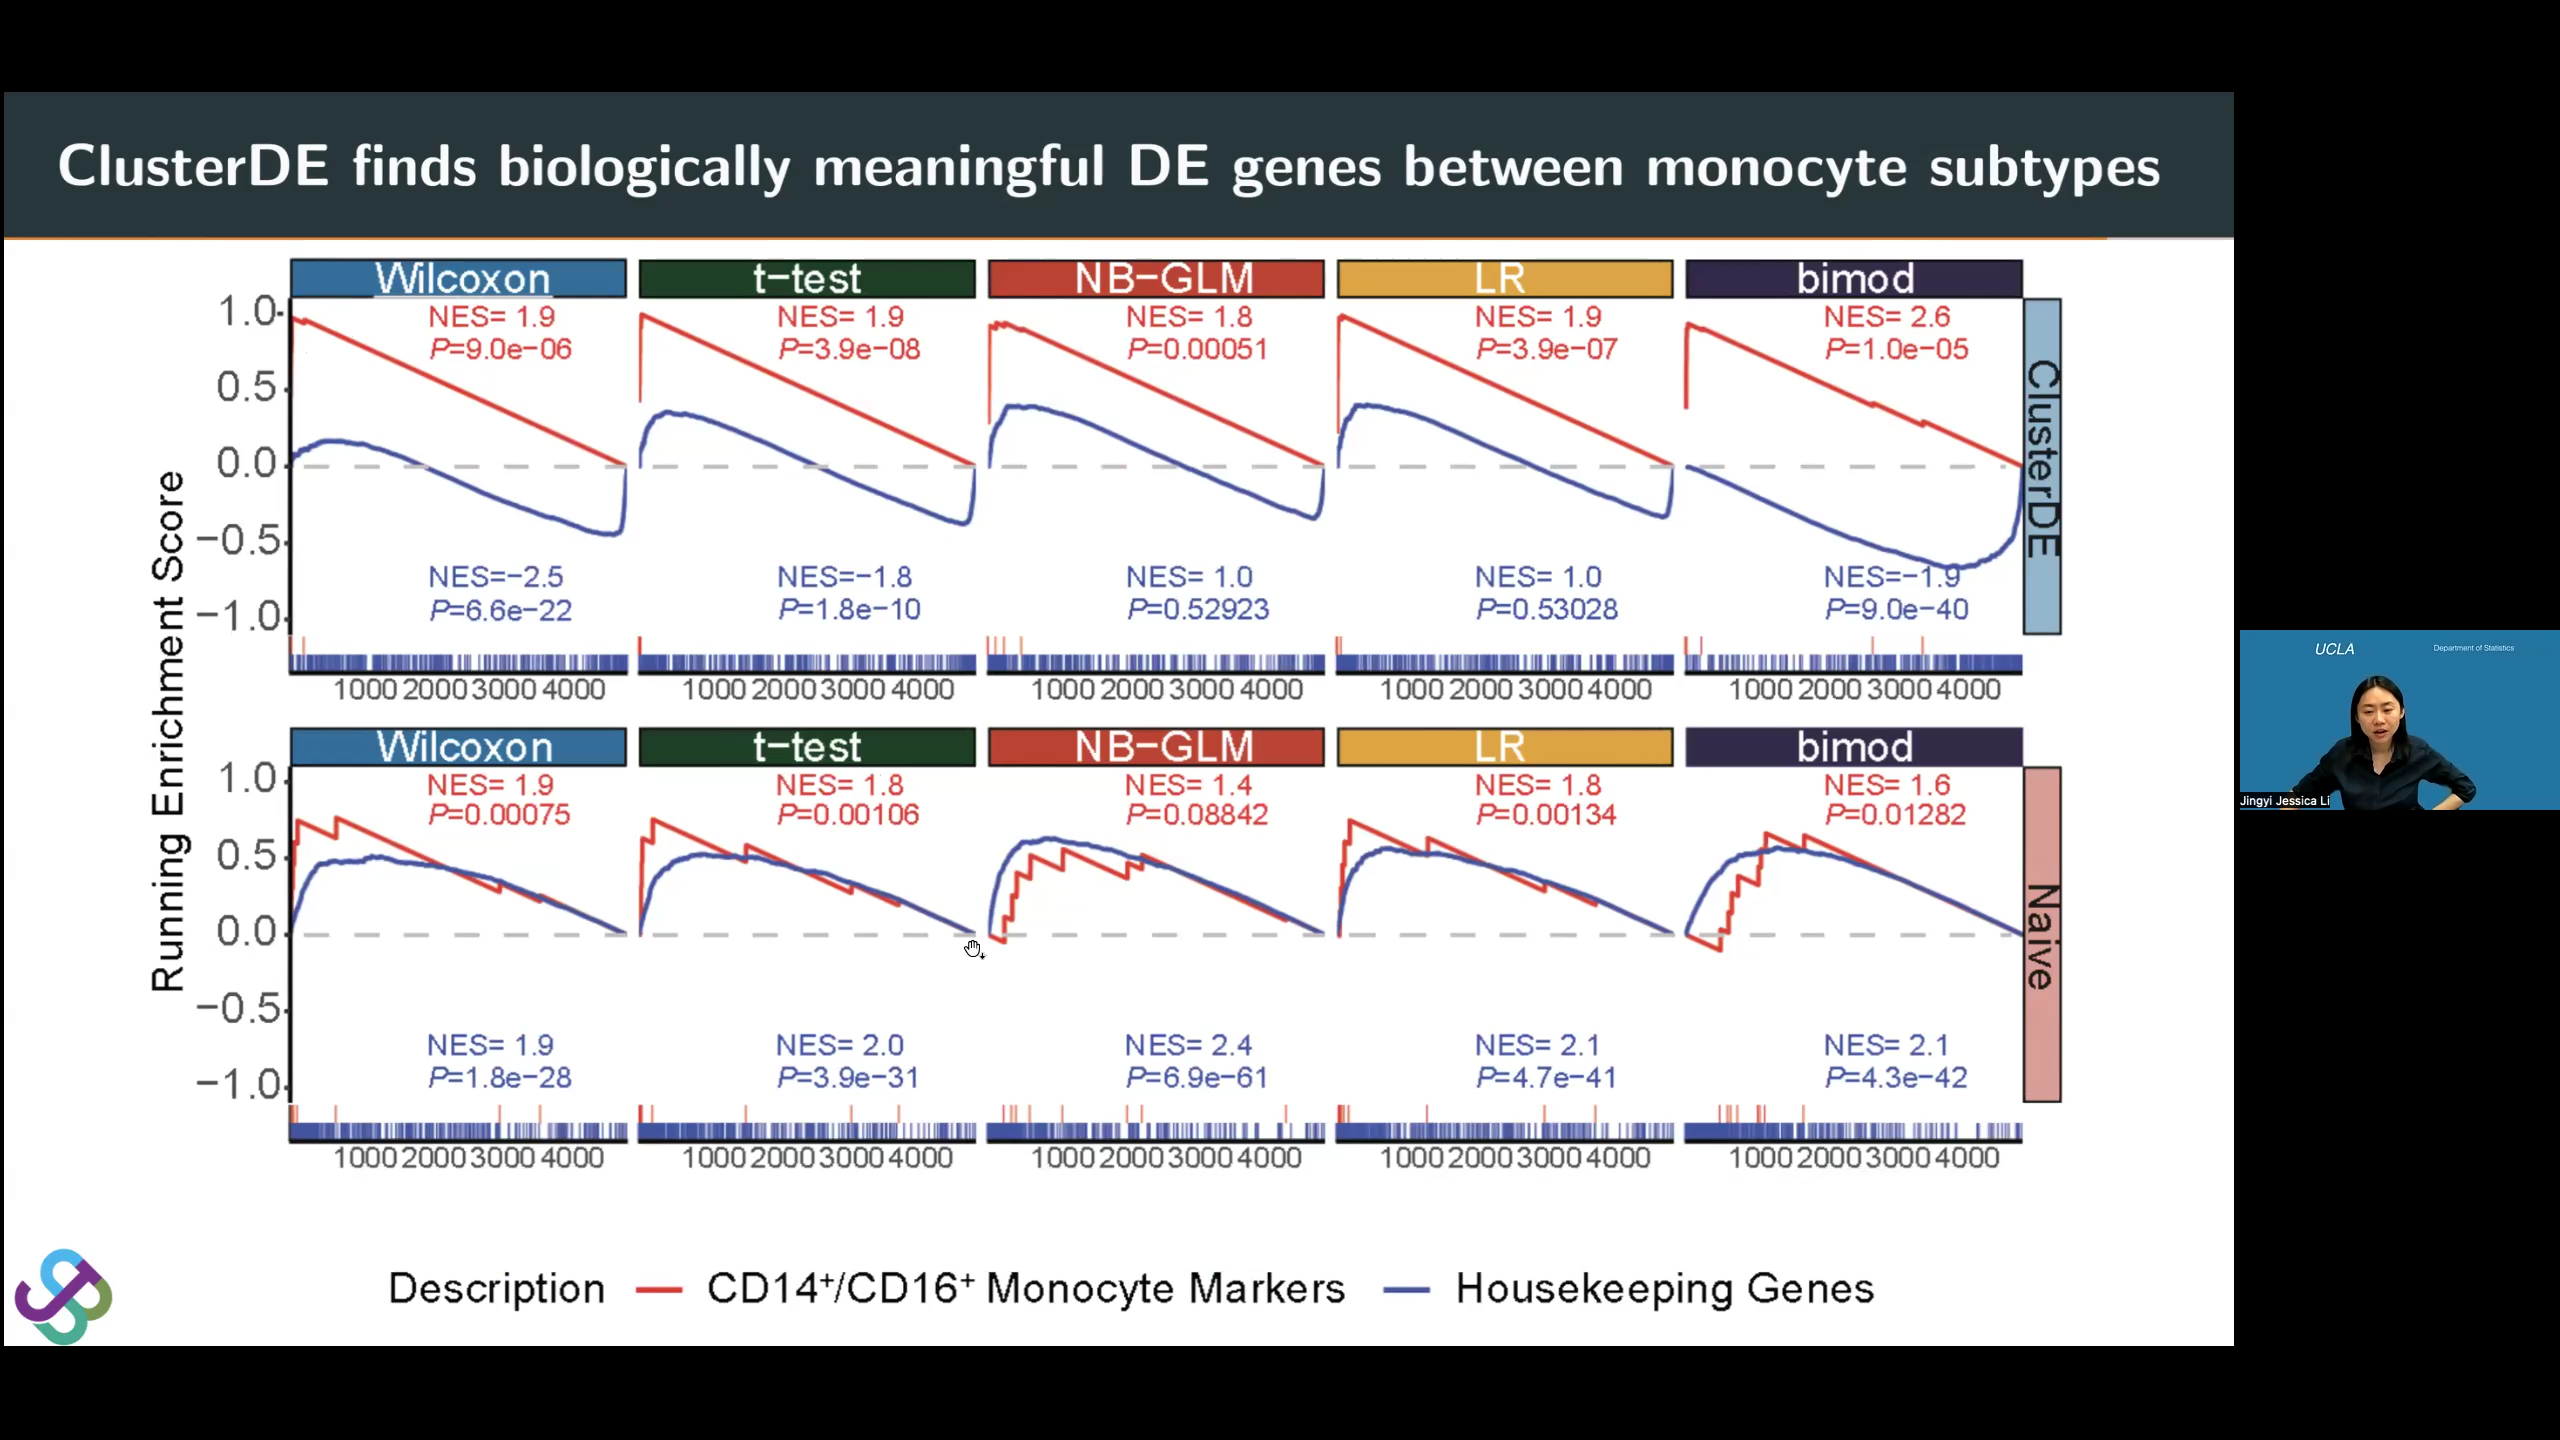 ClusterDE finds biologically meaningful DE genes between monocyte subtypes
Wilcoxon t-test NB-GLM LR bimod
Running Enrichment Score
1.0
0.5
0.0
−0.5
−1.0
NES= 1.9
P=9.0e−06
NES=−2.5
P=6.6e−22
NES= 1.9
P=3.9e−08
NES=−1.8
P=1.8e−10
NES= 1.8
P=0.00051
NES= 1.0
P=0.52923
NES= 1.9
P=3.9e−07
NES= 1.0
P=0.53028
NES= 2.6
P=1.0e−05
NES=−1.9
P=9.0e−40
ClusterDE
1000 2000 3000 4000
1000 2000 3000 4000
1000 2000 3000 4000
1000 2000 3000 4000
1000 2000 3000 4000
Wilcoxon t−test NB−GLM LR bimod
1.0
0.5
0.0
−0.5
−1.0
NES= 1.9
P=0.00075
NES= 1.9
P=1.8e−28
NES= 1.8
P=0.00106
NES= 2.0
P=3.9e−31
NES= 1.4
P=0.08842
NES= 2.4
P=6.9e−61
NES= 1.8
P=0.00134
NES= 2.1
P=4.7e−41
NES= 1.6
P=0.01282
NES= 2.1
P=4.3e−42
Naive
1000 2000 3000 4000
1000 2000 3000 4000
1000 2000 3000 4000
1000 2000 3000 4000
1000 2000 3000 4000
Description CD14⁺/CD16⁺ Monocyte Markers Housekeeping Genes
UCLA
Department of Statistics
Jingyi Jessica Li